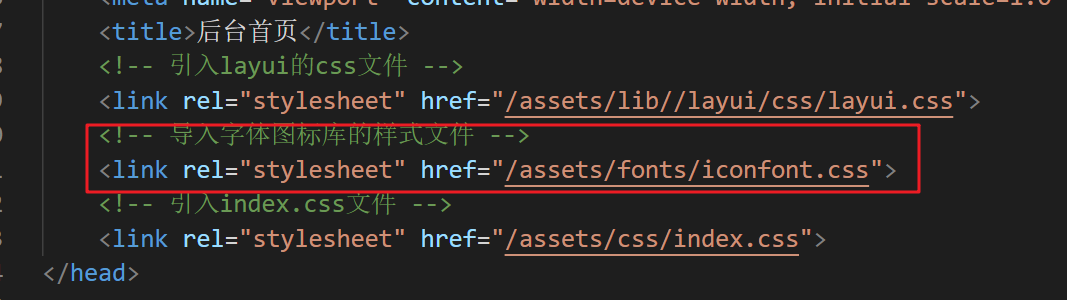 <meta name="viewport" content="width=device-width, initial-scale=1.0
<title>后台首页</title>
<!-- 引入layui的css文件 -->
<link rel="stylesheet" href="/assets/lib//layui/css/layui.css">
<!-- 导入字体图标库的样式文件 -->
<link rel="stylesheet" href="/assets/fonts/iconfont.css">
<!-- 引入index.css文件 -->
<link rel="stylesheet" href="/assets/css/index.css">
</head>